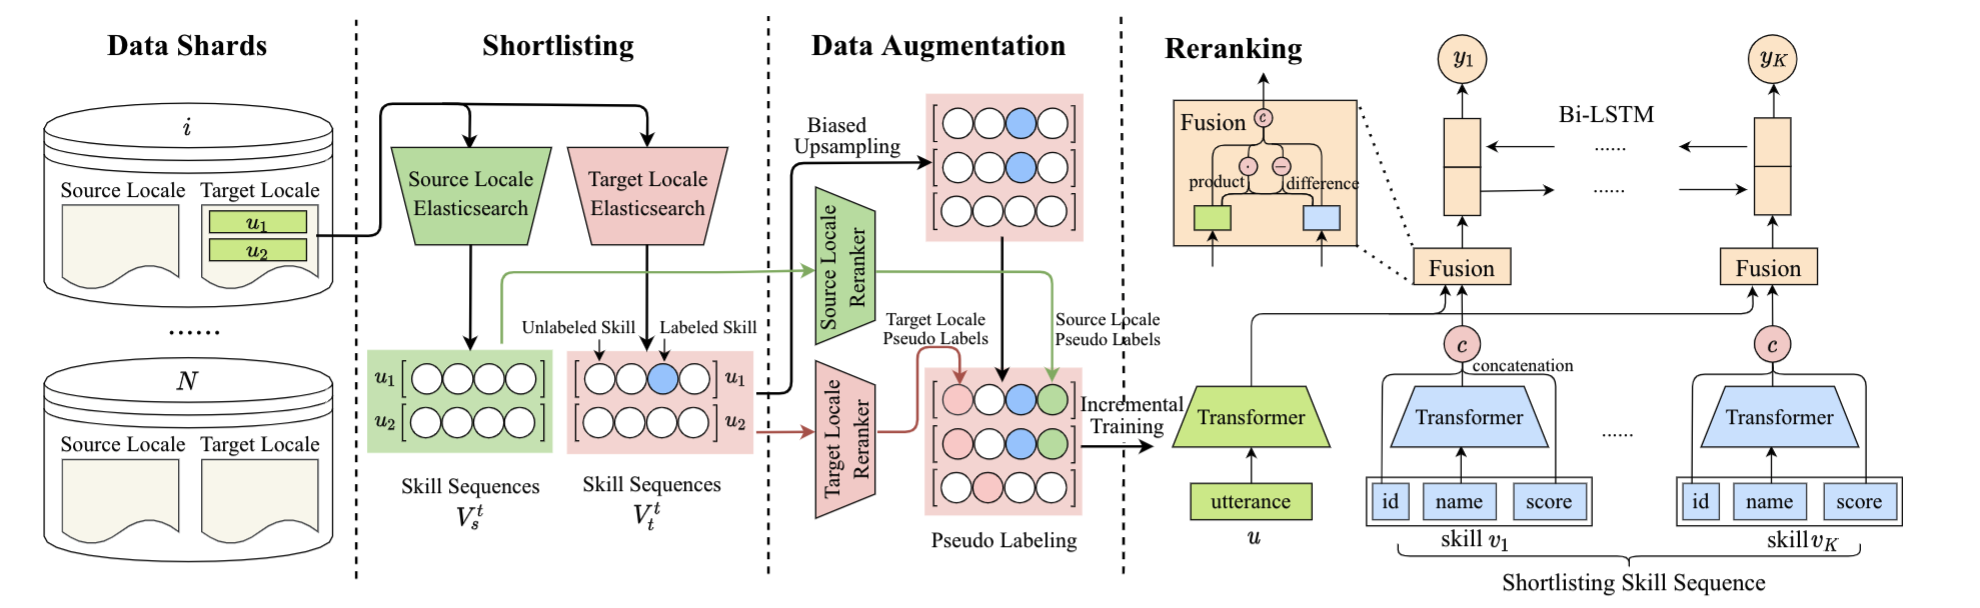 Data Shards
i
Source Locale
Target Locale
u1
u2
......
N
Source Locale
Target Locale
Shortlisting
Source Locale
Elasticsearch
Target Locale
Elasticsearch
Unlabeled Skill
Labeled Skill
u1
u2
u1
u2
Skill Sequences
V_s^t
Skill Sequences
V_t^t
Data Augmentation
Biased
Upsampling
Source Locale
Reranker
Target Locale
Reranker
Target Locale
Pseudo Labels
Source Locale
Pseudo Labels
Pseudo Labeling
Incremental
Training
Reranking
Fusion
c
·
−
product
difference
y1
yK
Bi-LSTM
......
......
Fusion
Fusion
c
concatenation
c
Transformer
Transformer
......
Transformer
utterance
u
id
name
score
skill v1
id
name
score
skill vK
Shortlisting Skill Sequence